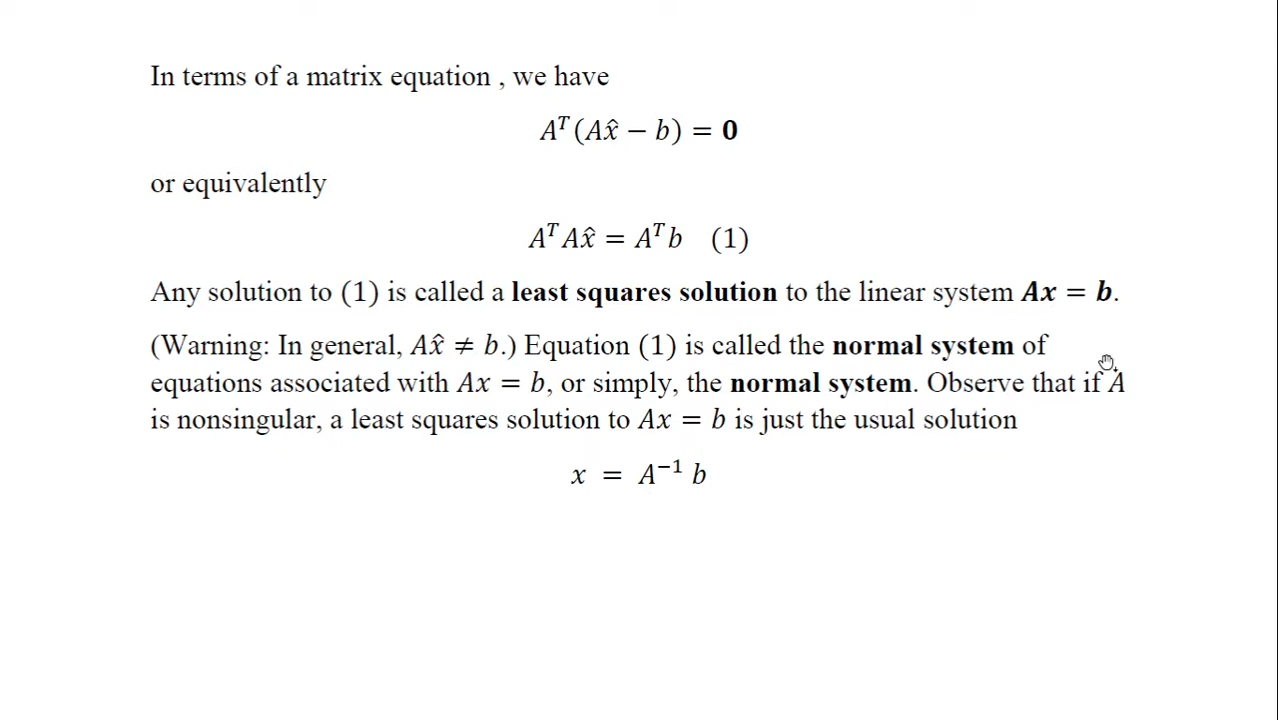 In terms of a matrix equation , we have
Aᵀ(Ax̂ − b) = 𝟎
or equivalently
AᵀAx̂ = Aᵀb (1)
Any solution to (1) is called a least squares solution to the linear system Ax = b.
(Warning: In general, Ax̂ ≠ b.) Equation (1) is called the normal system of
equations associated with Ax = b, or simply, the normal system. Observe that if A
is nonsingular, a least squares solution to Ax = b is just the usual solution
x = A⁻¹ b